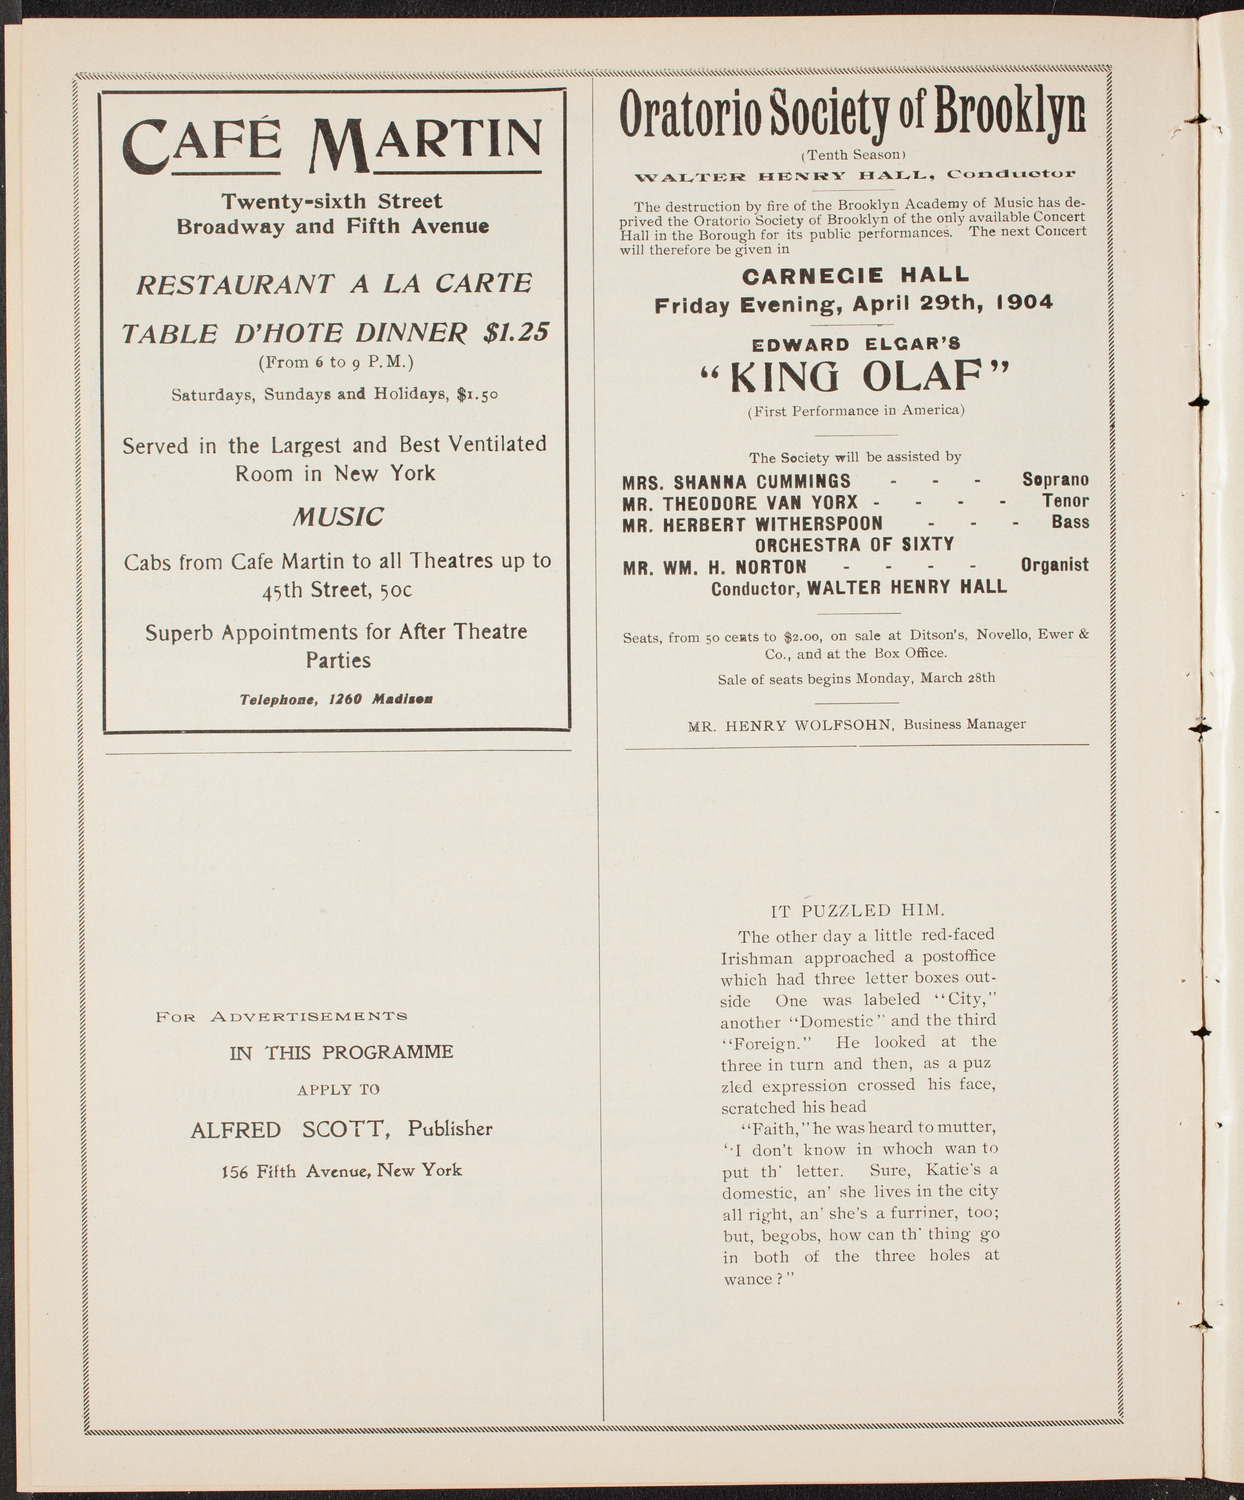 CAFÉ MARTIN
Twenty-sixth Street
Broadway and Fifth Avenue
RESTAURANT A LA CARTE
TABLE D'HOTE DINNER $1.25
(From 6 to 9 P.M.)
Saturdays, Sundays and Holidays, $1.50
Served in the Largest and Best Ventilated
Room in New York
MUSIC
Cabs from Cafe Martin to all Theatres up to
45th Street, 50c
Superb Appointments for After Theatre
Parties
Telephone, 1260 Madison
For Advertisements
IN THIS PROGRAMME
APPLY TO
ALFRED SCOTT, Publisher
156 Fifth Avenue, New York
Oratorio Society of Brooklyn
(Tenth Season)
WALTER HENRY HALL, Conductor
The destruction by fire of the Brooklyn Academy of Music has de-
prived the Oratorio Society of Brooklyn of the only available Concert
Hall in the Borough for its public performances. The next Concert
will therefore be given in
CARNEGIE HALL
Friday Evening, April 29th, 1904
EDWARD ELGAR'S
"KING OLAF"
(First Performance in America)
The Society will be assisted by
MRS. SHANNA CUMMINGS - - - Soprano
MR. THEODORE VAN YORX - - - - Tenor
MR. HERBERT WITHERSPOON - - - Bass
ORCHESTRA OF SIXTY
MR. WM. H. NORTON - - - - Organist
Conductor, WALTER HENRY HALL
Seats, from 50 cents to $2.00, on sale at Ditson's, Novello, Ewer &
Co., and at the Box Office.
Sale of seats begins Monday, March 28th
MR. HENRY WOLFSOHN, Business Manager
IT PUZZLED HIM.
The other day a little red-faced
Irishman approached a postoffice
which had three letter boxes out-
side One was labeled "City,"
another "Domestic" and the third
"Foreign." He looked at the
three in turn and then, as a puz
zled expression crossed his face,
scratched his head
"Faith," he was heard to mutter,
"I don't know in whoch wan to
put th' letter. Sure, Katie's a
domestic, an' she lives in the city
all right, an' she's a furriner, too;
but, begobs, how can th' thing go
in both of the three holes at
wance?"